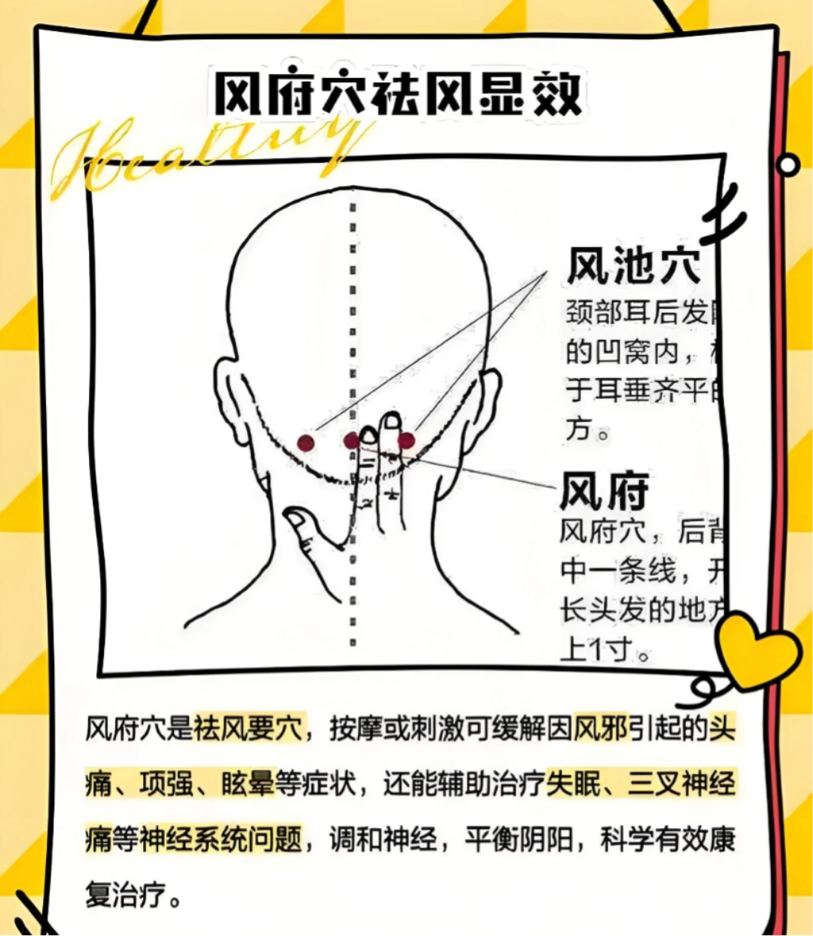 风府穴祛风显效
Healthy
风池穴
颈部耳后发
的凹窝内，
于耳垂齐平的
方。
风府
风府穴，后背
中一条线，开
长头发的地方
上1寸。
风府穴是祛风要穴，按摩或刺激可缓解因风邪引起的头
痛、项强、眩晕等症状，还能辅助治疗失眠、三叉神经
痛等神经系统问题，调和神经，平衡阴阳，科学有效康
复治疗。